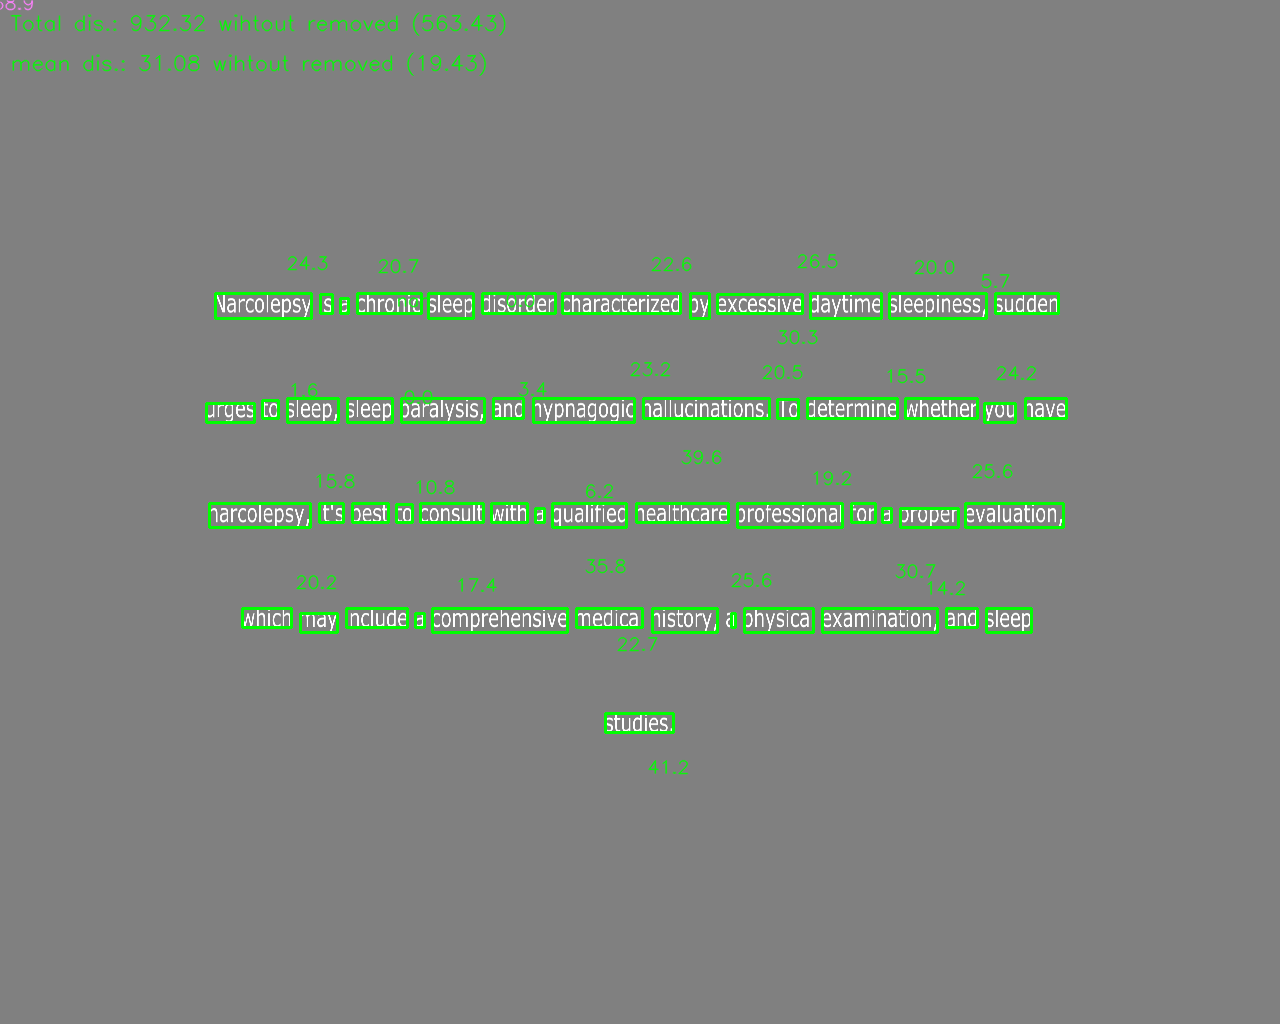 58.9
Total dis.: 932.32 wihtout removed (563.43)
mean dis.: 31.08 wihtout removed (19.43)
24.3 20.7 22.6 26.5 20.0 5.7
Narcolepsy is a chronic sleep disorder characterized by excessive daytime sleepiness, sudden
30.3
1.6 0.0 3.4 23.2 20.5 15.5 24.2
urges to sleep, sleep paralysis, and hypnagogic hallucinations. To determine whether you have
39.6
15.8 10.8 6.2 19.2 25.6
narcolepsy, it's best to consult with a qualified healthcare professional for a proper evaluation,
20.2 17.4 35.8 25.6 30.7 14.2
which may include a comprehensive medical history, a physical examination, and sleep
22.7
studies.
41.2